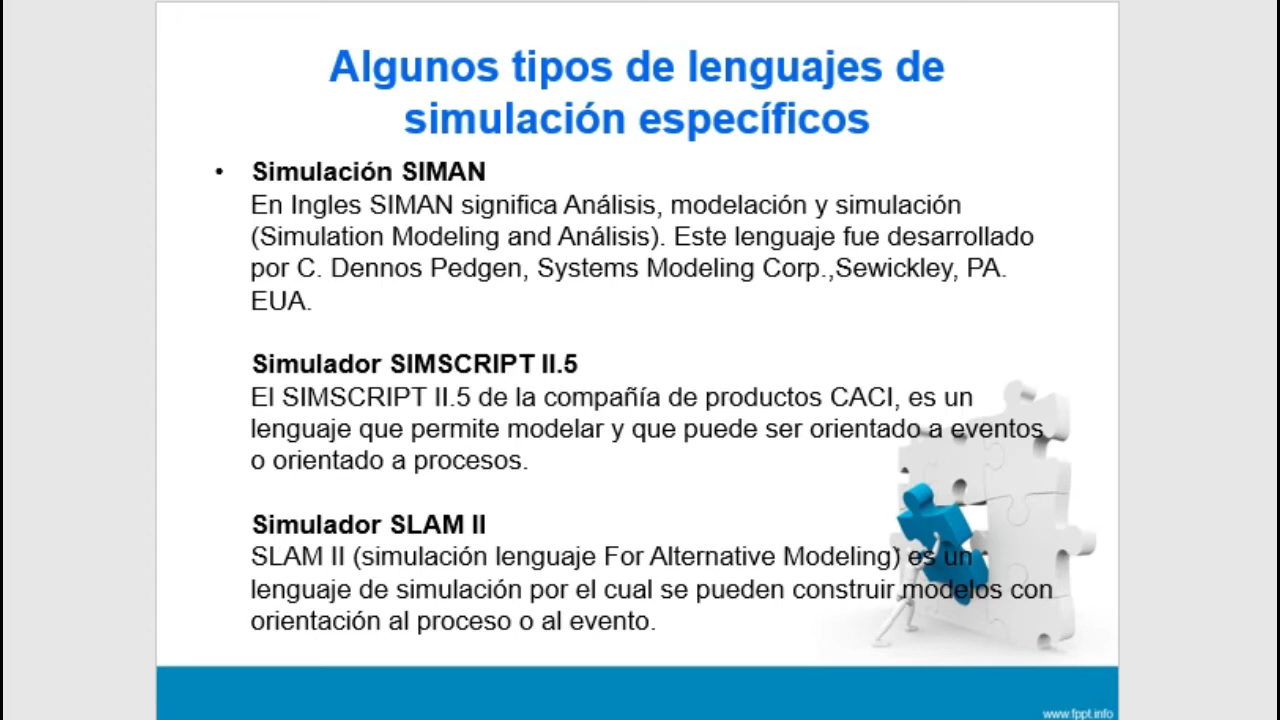 Algunos tipos de lenguajes de
simulación específicos
• Simulación SIMAN
En Ingles SIMAN significa Análisis, modelación y simulación
(Simulation Modeling and Análisis). Este lenguaje fue desarrollado
por C. Dennos Pedgen, Systems Modeling Corp.,Sewickley, PA.
EUA.
Simulador SIMSCRIPT II.5
El SIMSCRIPT II.5 de la compañía de productos CACI, es un
lenguaje que permite modelar y que puede ser orientado a eventos
o orientado a procesos.
Simulador SLAM II
SLAM II (simulación lenguaje For Alternative Modeling) es un
lenguaje de simulación por el cual se pueden construir modelos con
orientación al proceso o al evento.
www.fppt.info